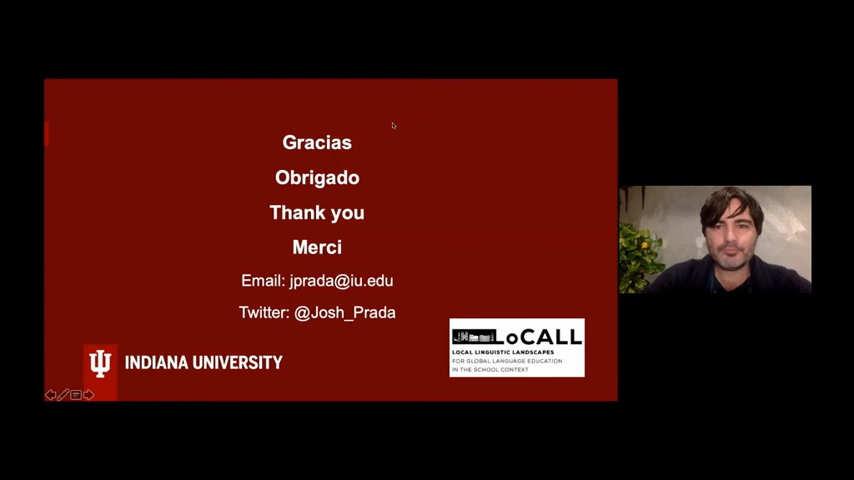 Gracias
Obrigado
Thank you
Merci
Email: jprada@iu.edu
Twitter: @Josh_Prada
INDIANA UNIVERSITY
LoCALL
LOCAL LINGUISTIC LANDSCAPES
FOR GLOBAL LANGUAGE EDUCATION
IN THE SCHOOL CONTEXT